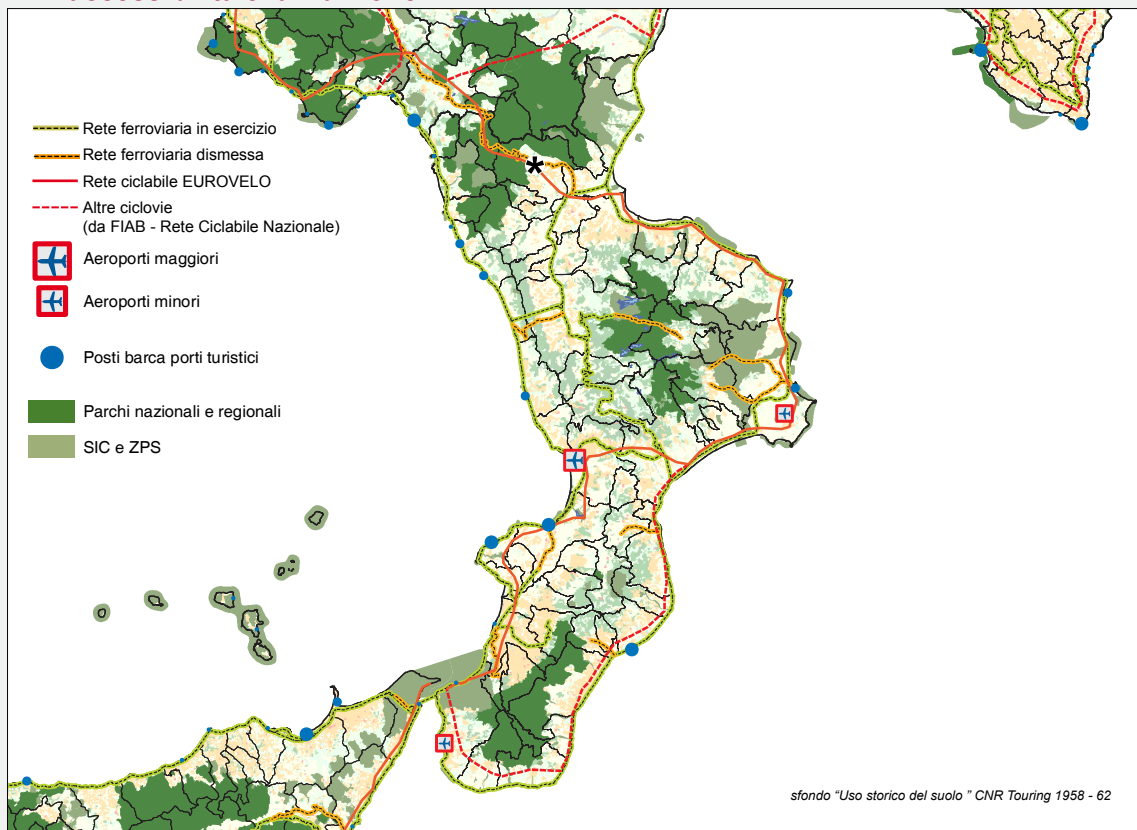 Rete ferroviaria in esercizio
Rete ferroviaria dismessa
Rete ciclabile EUROVELO
Altre ciclovie
(da FIAB - Rete Ciclabile Nazionale)
Aeroporti maggiori
Aeroporti minori
Posti barca porti turistici
Parchi nazionali e regionali
SIC e ZPS
*
sfondo “Uso storico del suolo ” CNR Touring 1958 - 62